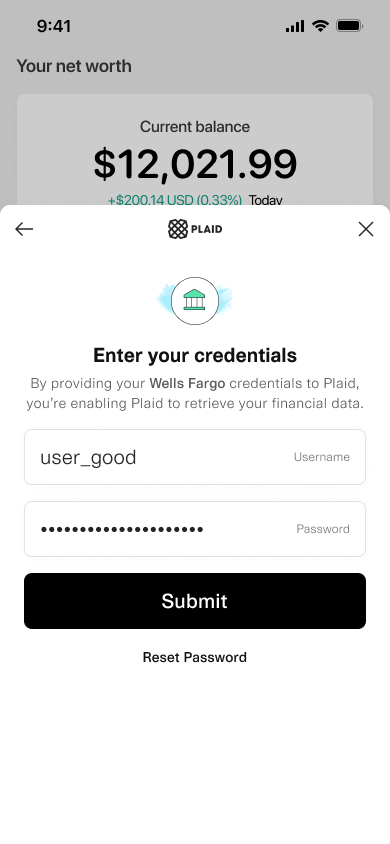 9:41
Your net worth
Current balance
$12,021.99
+$200.14 USD (0.33%) Today
PLAID
Enter your credentials
By providing your Wells Fargo credentials to Plaid,
you're enabling Plaid to retrieve your financial data.
user_good Username
••••••••••••••••••••• Password
Submit
Reset Password